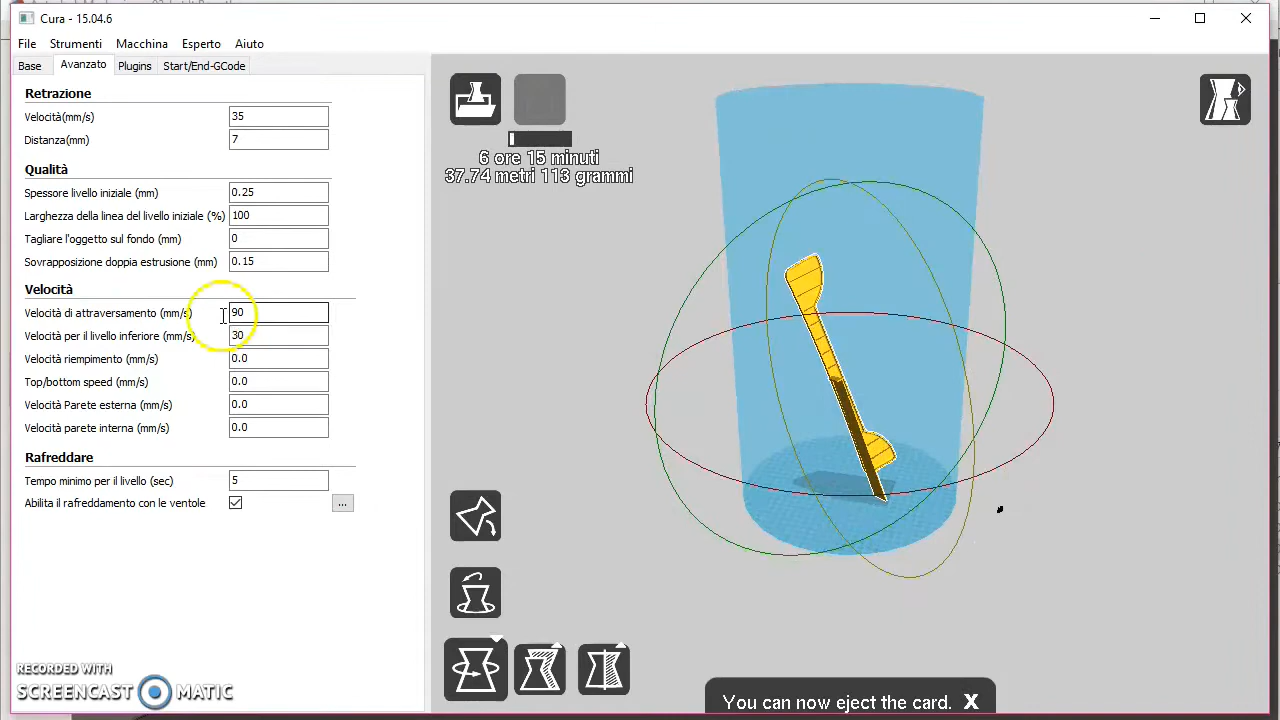 Cura - 15.04.6
File Strumenti Macchina Esperto Aiuto
Base Avanzato Plugins Start/End-GCode
Retrazione
Velocità(mm/s) 35
Distanza(mm) 7
Qualità
Spessore livello iniziale (mm) 0.25
Larghezza della linea del livello iniziale (%) 100
Tagliare l'oggetto sul fondo (mm) 0
Sovrapposizione doppia estrusione (mm) 0.15
Velocità
Velocità di attraversamento (mm/s) 90
Velocità per il livello inferiore (mm/s) 30
Velocità riempimento (mm/s) 0.0
Top/bottom speed (mm/s) 0.0
Velocità Parete esterna (mm/s) 0.0
Velocità parete interna (mm/s) 0.0
Rafreddare
Tempo minimo per il livello (sec) 5
Abilita il rafreddamento con le ventole ...
6 ore 15 minuti
37.74 metri 113 grammi
You can now eject the card. X
RECORDED WITH
SCREENCAST MATIC